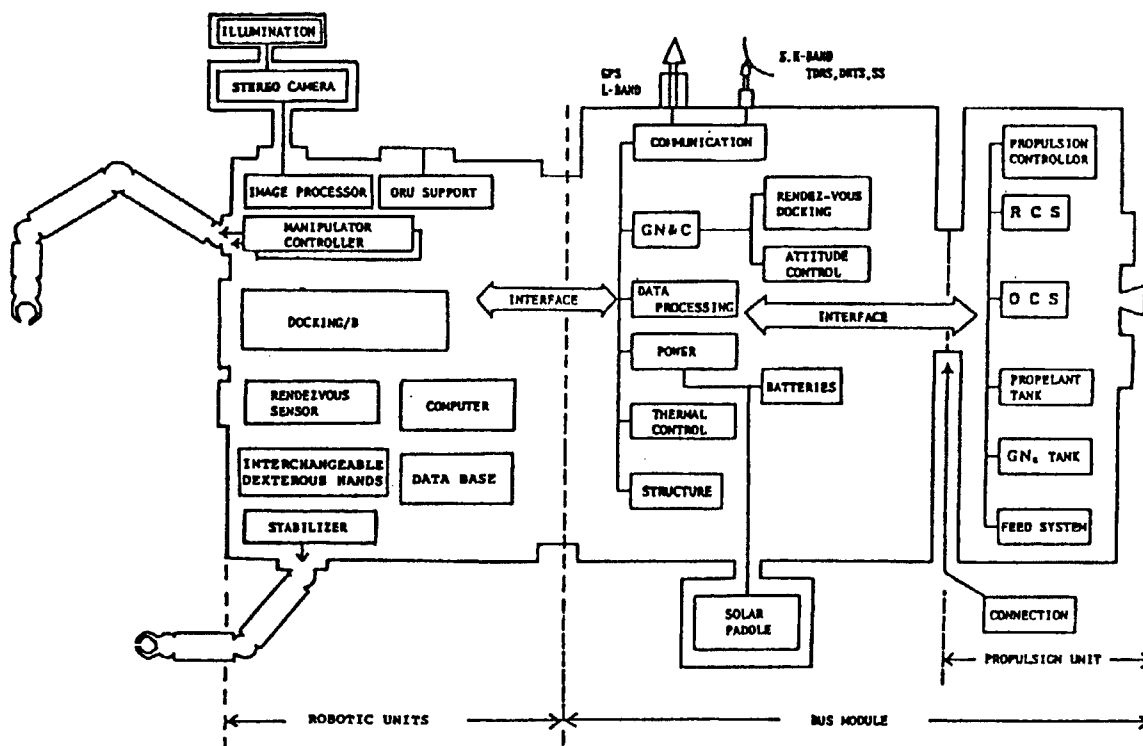 ILLUMINATION
STEREO CAMERA
IMAGE PROCESSOR
ORU SUPPORT
MANIPULATOR
CONTROLLER
DOCKING/B
RENDEZVOUS
SENSOR
COMPUTER
INTERCHANGEABLE
DEXTEROUS HANDS
DATA BASE
STABILIZER
INTERFACE
GPS
L-BAND
S.K-BAND
TDRS,DRTS,SS
COMMUNICATION
GN&C
RENDEZ-VOUS
DOCKING
ATTITUDE
CONTROL
DATA
PROCESSING
INTERFACE
POWER
BATTERIES
THERMAL
CONTROL
STRUCTURE
SOLAR
PADOLE
PROPULSION
CONTROLLOR
R C S
O C S
PROPELANT
TANK
GN₂ TANK
FEED SYSTEM
CONNECTION
PROPULSION UNIT
ROBOTIC UNITS
BUS MODULE